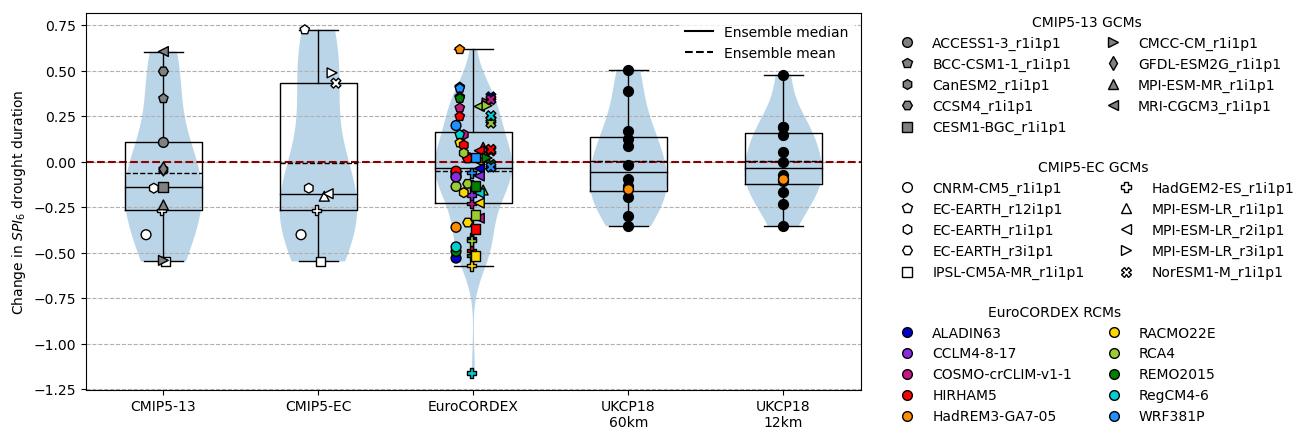 Change in SPI6 drought duration
0.75
0.50
0.25
0.00
−0.25
−0.50
−0.75
−1.00
−1.25
Ensemble median
Ensemble mean
CMIP5-13
CMIP5-EC
EuroCORDEX
UKCP18
60km
UKCP18
12km
CMIP5-13 GCMs
ACCESS1-3_r1i1p1
BCC-CSM1-1_r1i1p1
CanESM2_r1i1p1
CCSM4_r1i1p1
CESM1-BGC_r1i1p1
CMCC-CM_r1i1p1
GFDL-ESM2G_r1i1p1
MPI-ESM-MR_r1i1p1
MRI-CGCM3_r1i1p1
CMIP5-EC GCMs
CNRM-CM5_r1i1p1
EC-EARTH_r12i1p1
EC-EARTH_r1i1p1
EC-EARTH_r3i1p1
IPSL-CM5A-MR_r1i1p1
HadGEM2-ES_r1i1p1
MPI-ESM-LR_r1i1p1
MPI-ESM-LR_r2i1p1
MPI-ESM-LR_r3i1p1
NorESM1-M_r1i1p1
EuroCORDEX RCMs
ALADIN63
CCLM4-8-17
COSMO-crCLIM-v1-1
HIRHAM5
HadREM3-GA7-05
RACMO22E
RCA4
REMO2015
RegCM4-6
WRF381P